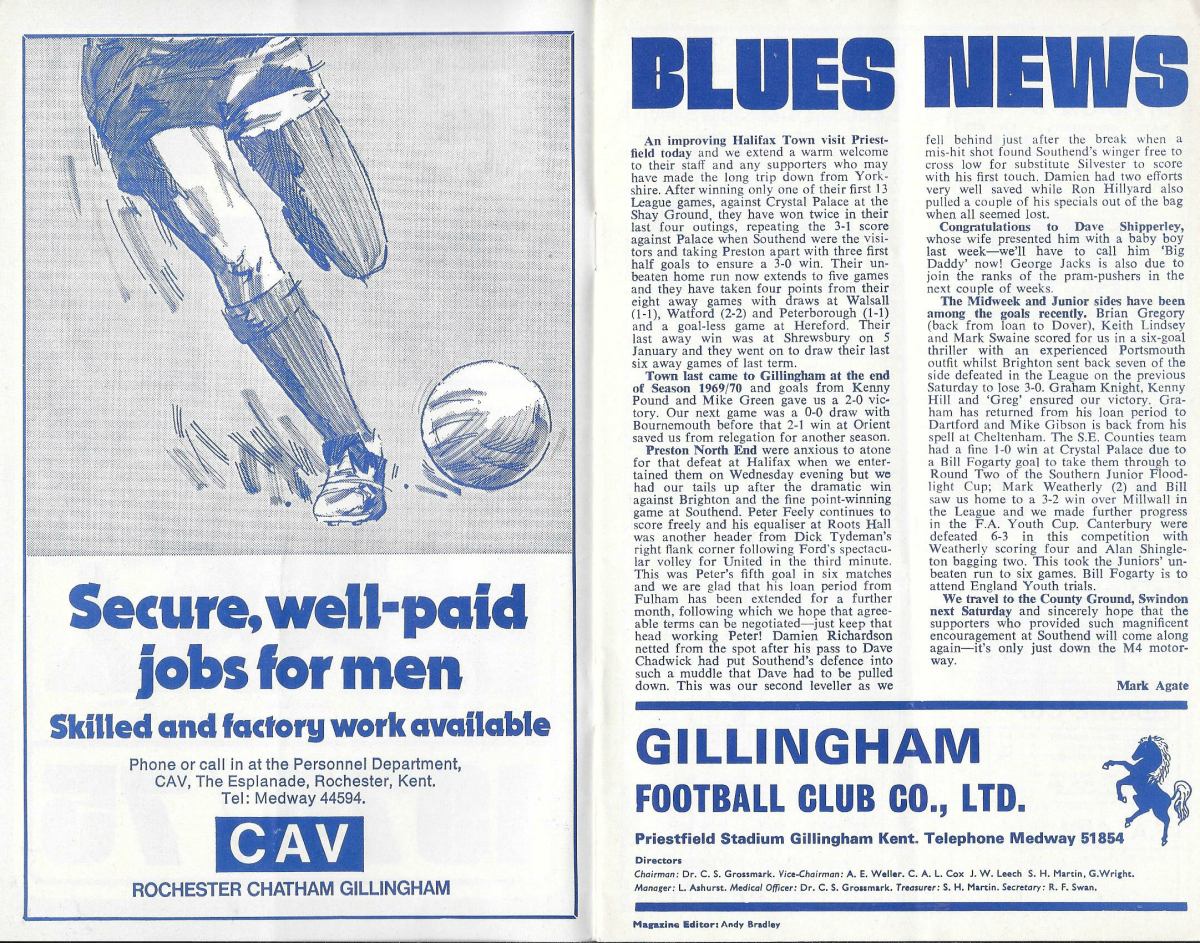 Secure, well-paid
jobs for men
Skilled and factory work available
Phone or call in at the Personnel Department,
CAV, The Esplanade, Rochester, Kent.
Tel: Medway 44594.
CAV
ROCHESTER CHATHAM GILLINGHAM
BLUES NEWS
An improving Halifax Town visit Priest-
field today and we extend a warm welcome
to their staff and any supporters who may
have made the long trip down from York-
shire. After winning only one of their first 13
League games, against Crystal Palace at the
Shay Ground, they have won twice in their
last four outings, repeating the 3-1 score
against Palace when Southend were the visi-
tors and taking Preston apart with three first
half goals to ensure a 3-0 win. Their un-
beaten home run now extends to five games
and they have taken four points from their
eight away games with draws at Walsall
(1-1), Watford (2-2) and Peterborough (1-1)
and a goal-less game at Hereford. Their
last away win was at Shrewsbury on 5
January and they went on to draw their last
six away games of last term.
Town last came to Gillingham at the end
of Season 1969/70 and goals from Kenny
Pound and Mike Green gave us a 2-0 vic-
tory. Our next game was a 0-0 draw with
Bournemouth before that 2-1 win at Orient
saved us from relegation for another season.
Preston North End were anxious to atone
for that defeat at Halifax when we enter-
tained them on Wednesday evening but we
had our tails up after the dramatic win
against Brighton and the fine point-winning
game at Southend. Peter Feely continues to
score freely and his equaliser at Roots Hall
was another header from Dick Tydeman's
right flank corner following Ford's spectacu-
lar volley for United in the third minute.
This was Peter's fifth goal in six matches
and we are glad that his loan period from
Fulham has been extended for a further
month, following which we hope that agree-
able terms can be negotiated—just keep that
head working Peter! Damien Richardson
netted from the spot after his pass to Dave
Chadwick had put Southend's defence into
such a muddle that Dave had to be pulled
down. This was our second leveller as we
fell behind just after the break when a
mis-hit shot found Southend's winger free to
cross low for substitute Silvester to score
with his first touch. Damien had two efforts
very well saved while Ron Hillyard also
pulled a couple of his specials out of the bag
when all seemed lost.
Congratulations to Dave Shipperley,
whose wife presented him with a baby boy
last week—we'll have to call him 'Big
Daddy' now! George Jacks is also due to
join the ranks of the pram-pushers in the
next couple of weeks.
The Midweek and Junior sides have been
among the goals recently. Brian Gregory
(back from loan to Dover), Keith Lindsey
and Mark Swaine scored for us in a six-goal
thriller with an experienced Portsmouth
outfit whilst Brighton sent back seven of the
side defeated in the League on the previous
Saturday to lose 3-0. Graham Knight, Kenny
Hill and 'Greg' ensured our victory. Gra-
ham has returned from his loan period to
Dartford and Mike Gibson is back from his
spell at Cheltenham. The S.E. Counties team
had a fine 1-0 win at Crystal Palace due to
a Bill Fogarty goal to take them through to
Round Two of the Southern Junior Flood-
light Cup; Mark Weatherly (2) and Bill
saw us home to a 3-2 win over Millwall in
the League and we made further progress
in the F.A. Youth Cup. Canterbury were
defeated 6-3 in this competition with
Weatherly scoring four and Alan Shingle-
ton bagging two. This took the Juniors' un-
beaten run to six games. Bill Fogarty is to
attend England Youth trials.
We travel to the County Ground, Swindon
next Saturday and sincerely hope that the
supporters who provided such magnificent
encouragement at Southend will come along
again—it's only just down the M4 motor-
way.
Mark Agate
GILLINGHAM
FOOTBALL CLUB CO., LTD.
Priestfield Stadium Gillingham Kent. Telephone Medway 51854
Directors
Chairman: Dr. C. S. Grossmark. Vice-Chairman: A. E. Weller. C. A. L. Cox J. W. Leech S. H. Martin, G.Wright.
Manager: L. Ashurst. Medical Officer: Dr. C. S. Grossmark. Treasurer: S. H. Martin. Secretary: R. F. Swan.
Magazine Editor: Andy Bradley